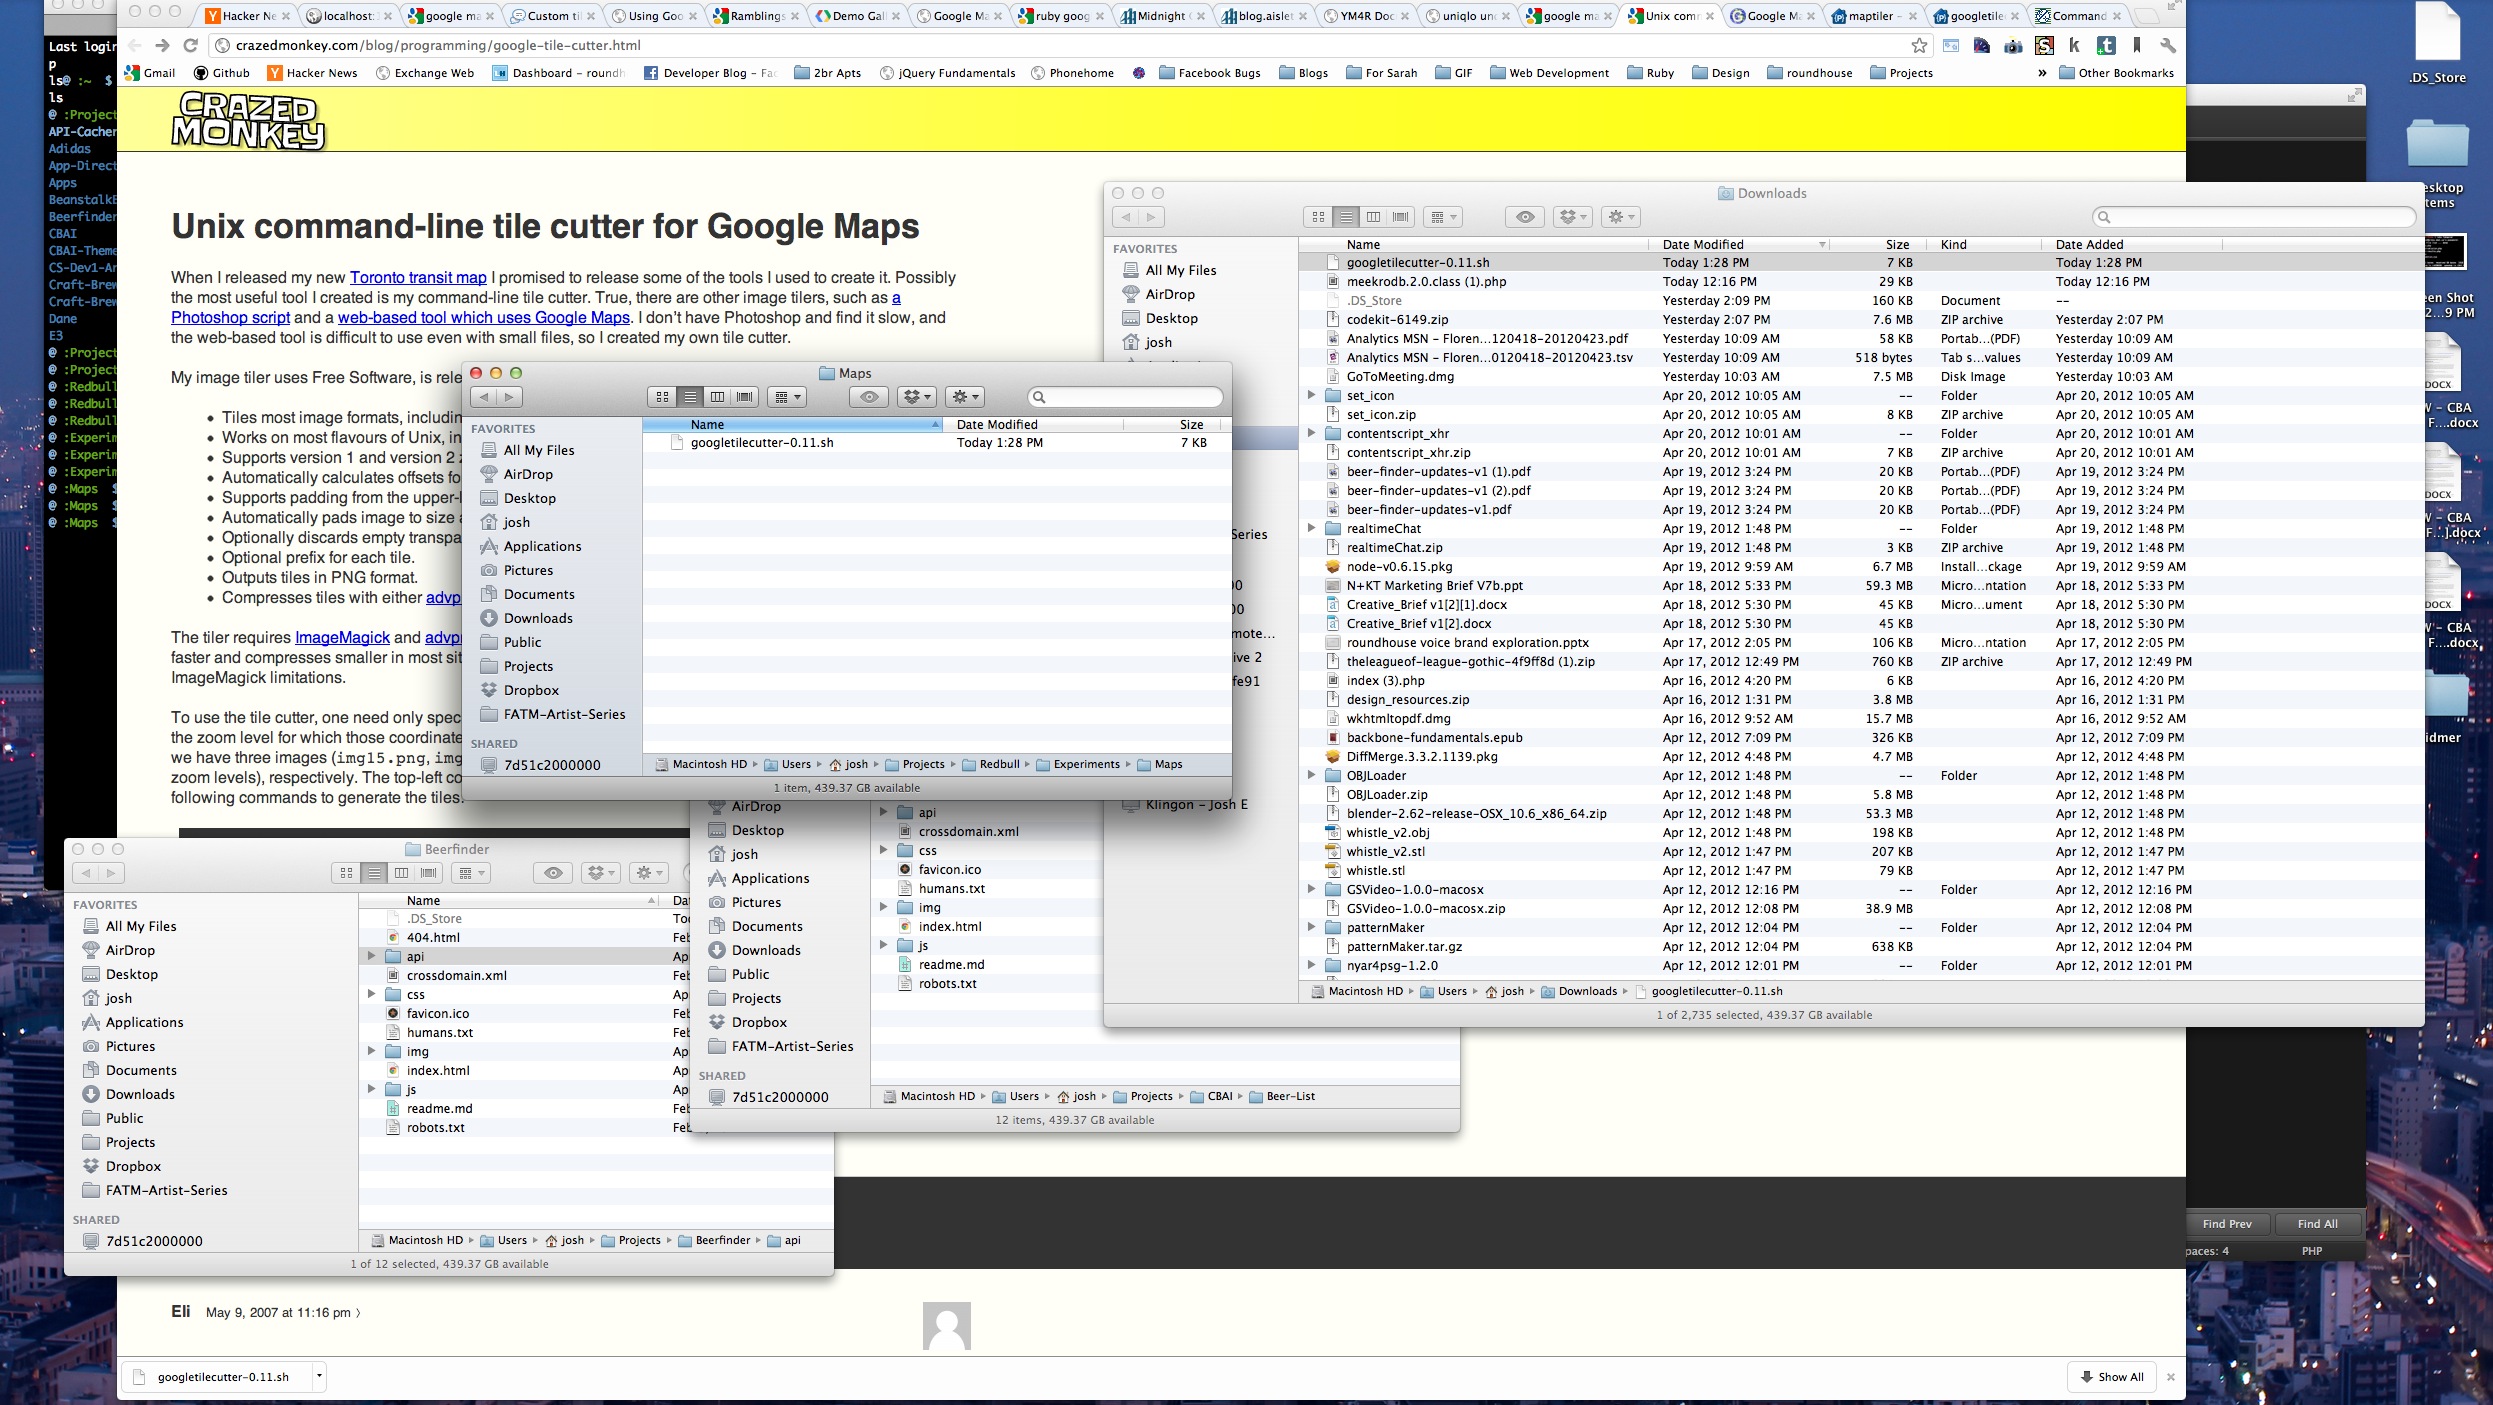 Hacker Ne
localhost:
google ma
Custom til
Using Goo
Google Ma
Ramblings
Demo Gall
Google Ma
ruby goog
Midnight
blog.aislet
YM4R Doc
uniqlo und
google ma
Unix comm
Google Ma
maptiler -
googletile
Command
crazedmonkey.com/blog/programming/google-tile-cutter.html
Gmail
Github
Hacker News
Exchange Web
Dashboard - roundh
Developer Blog - Fac
2br Apts
jQuery Fundamentals
Phonehome
Facebook Bugs
Blogs
For Sarah
GIF
Web Development
Ruby
Design
roundhouse
Projects
»
Other Bookmarks
Last login
p
ls@ :~ $
ls
@ :Project
API-Cacher
Adidas
App-Direct
Apps
BeanstalkE
Beerfinder
CBAI
CBAI-Theme
CS-Dev1-Ar
Craft-Brew
Craft-Brew
Dane
E3
@ :Project
@ :Project
@ :Redbull
@ :Redbull
@ :Redbull
@ :Experim
@ :Experim
@ :Experim
@ :Maps $
@ :Maps $
@ :Maps $
CRAZED
MONKEY
Unix command-line tile cutter for Google Maps
When I released my new Toronto transit map I promised to release some of the tools I used to create it. Possibly
the most useful tool I created is my command-line tile cutter. True, there are other image tilers, such as a
Photoshop script and a web-based tool which uses Google Maps. I don't have Photoshop and find it slow, and
the web-based tool is difficult to use even with small files, so I created my own tile cutter.
My image tiler uses Free Software, is rele
• Tiles most image formats, includin
• Works on most flavours of Unix, in
• Supports version 1 and version 2 z
• Automatically calculates offsets fo
• Supports padding from the upper-l
• Automatically pads image to size a
• Optionally discards empty transpa
• Optional prefix for each tile.
• Outputs tiles in PNG format.
• Compresses tiles with either advp
The tiler requires ImageMagick and advp
faster and compresses smaller in most sit
ImageMagick limitations.
To use the tile cutter, one need only spec
the zoom level for which those coordinate
we have three images (img15.png, img
zoom levels), respectively. The top-left co
following commands to generate the tiles:
Maps
FAVORITES
All My Files
AirDrop
Desktop
josh
Applications
Pictures
Documents
Downloads
Public
Projects
Dropbox
FATM-Artist-Series
SHARED
7d51c2000000
Name Date Modified Size
googletilecutter-0.11.sh Today 1:28 PM 7 KB
Macintosh HD Users josh Projects Redbull Experiments Maps
1 item, 439.37 GB available
Downloads
FAVORITES
All My Files
AirDrop
Desktop
josh
Series
00
00
mote...
ive 2
fe91
Klingon - Josh E
Name Date Modified Size Kind Date Added
googletilecutter-0.11.sh Today 1:28 PM 7 KB Today 1:28 PM
meekrodb.2.0.class (1).php Today 12:16 PM 29 KB Today 12:16 PM
.DS_Store Yesterday 2:09 PM 160 KB Document --
codekit-6149.zip Yesterday 2:07 PM 7.6 MB ZIP archive Yesterday 2:07 PM
Analytics MSN - Floren...120418-20120423.pdf Yesterday 10:09 AM 58 KB Portab...(PDF) Yesterday 10:09 AM
Analytics MSN - Floren...0120418-20120423.tsv Yesterday 10:09 AM 518 bytes Tab s...values Yesterday 10:09 AM
GoToMeeting.dmg Yesterday 10:03 AM 7.5 MB Disk Image Yesterday 10:03 AM
set_icon Apr 20, 2012 10:05 AM -- Folder Apr 20, 2012 10:05 AM
set_icon.zip Apr 20, 2012 10:05 AM 8 KB ZIP archive Apr 20, 2012 10:05 AM
contentscript_xhr Apr 20, 2012 10:01 AM -- Folder Apr 20, 2012 10:01 AM
contentscript_xhr.zip Apr 20, 2012 10:01 AM 7 KB ZIP archive Apr 20, 2012 10:01 AM
beer-finder-updates-v1 (1).pdf Apr 19, 2012 3:24 PM 20 KB Portab...(PDF) Apr 19, 2012 3:24 PM
beer-finder-updates-v1 (2).pdf Apr 19, 2012 3:24 PM 20 KB Portab...(PDF) Apr 19, 2012 3:24 PM
beer-finder-updates-v1.pdf Apr 19, 2012 3:24 PM 20 KB Portab...(PDF) Apr 19, 2012 3:24 PM
realtimeChat Apr 19, 2012 1:48 PM -- Folder Apr 19, 2012 1:48 PM
realtimeChat.zip Apr 19, 2012 1:48 PM 3 KB ZIP archive Apr 19, 2012 1:48 PM
node-v0.6.15.pkg Apr 19, 2012 9:59 AM 6.7 MB Install...ckage Apr 19, 2012 9:59 AM
N+KT Marketing Brief V7b.ppt Apr 18, 2012 5:33 PM 59.3 MB Micro...ntation Apr 18, 2012 5:33 PM
Creative_Brief v1[2][1].docx Apr 18, 2012 5:30 PM 45 KB Micro...ument Apr 18, 2012 5:30 PM
Creative_Brief v1[2].docx Apr 18, 2012 5:30 PM 45 KB Apr 18, 2012 5:30 PM
roundhouse voice brand exploration.pptx Apr 17, 2012 2:05 PM 106 KB Micro...ntation Apr 17, 2012 2:05 PM
theleagueof-league-gothic-4f9ff8d (1).zip Apr 17, 2012 12:49 PM 760 KB ZIP archive Apr 17, 2012 12:49 PM
index (3).php Apr 16, 2012 4:20 PM 6 KB Apr 16, 2012 4:20 PM
design_resources.zip Apr 16, 2012 1:31 PM 3.8 MB Apr 16, 2012 1:31 PM
wkhtmltopdf.dmg Apr 16, 2012 9:52 AM 15.7 MB Apr 16, 2012 9:52 AM
backbone-fundamentals.epub Apr 12, 2012 7:09 PM 326 KB Apr 12, 2012 7:09 PM
DiffMerge.3.3.2.1139.pkg Apr 12, 2012 4:48 PM 4.7 MB Apr 12, 2012 4:48 PM
OBJLoader Apr 12, 2012 1:48 PM -- Folder Apr 12, 2012 1:48 PM
OBJLoader.zip Apr 12, 2012 1:48 PM 5.8 MB Apr 12, 2012 1:48 PM
blender-2.62-release-OSX_10.6_x86_64.zip Apr 12, 2012 1:48 PM 53.3 MB Apr 12, 2012 1:48 PM
whistle_v2.obj Apr 12, 2012 1:48 PM 198 KB Apr 12, 2012 1:48 PM
whistle_v2.stl Apr 12, 2012 1:47 PM 207 KB Apr 12, 2012 1:47 PM
whistle.stl Apr 12, 2012 1:47 PM 79 KB Apr 12, 2012 1:47 PM
GSVideo-1.0.0-macosx Apr 12, 2012 12:16 PM -- Folder Apr 12, 2012 12:16 PM
GSVideo-1.0.0-macosx.zip Apr 12, 2012 12:08 PM 38.9 MB Apr 12, 2012 12:08 PM
patternMaker Apr 12, 2012 12:04 PM -- Folder Apr 12, 2012 12:04 PM
patternMaker.tar.gz Apr 12, 2012 12:04 PM 638 KB Apr 12, 2012 12:04 PM
nyar4psg-1.2.0 Apr 12, 2012 12:01 PM -- Folder Apr 12, 2012 12:01 PM
Macintosh HD Users josh Downloads googletilecutter-0.11.sh
1 of 2,735 selected, 439.37 GB available
AirDrop
Desktop
josh
Applications
Pictures
Documents
Downloads
Public
Projects
Dropbox
FATM-Artist-Series
SHARED
7d51c2000000
api
crossdomain.xml
css
favicon.ico
humans.txt
img
index.html
js
readme.md
robots.txt
Macintosh HD Users josh Projects CBAI Beer-List
12 items, 439.37 GB available
Beerfinder
FAVORITES
All My Files
AirDrop
Desktop
josh
Applications
Pictures
Documents
Downloads
Public
Projects
Dropbox
FATM-Artist-Series
SHARED
7d51c2000000
Name Da
.DS_Store Too
404.html Feb
api Ap
crossdomain.xml Feb
css Ap
favicon.ico Feb
humans.txt Feb
img Ap
index.html Ap
js Ap
readme.md Feb
robots.txt Feb
Macintosh HD Users josh Projects Beerfinder api
1 of 12 selected, 439.37 GB available
Eli May 9, 2007 at 11:16 pm
googletilecutter-0.11.sh
Show All
.DS_Store
esktop
tems
een Shot
2...9 PM
DOCX
W - CBA
F....docx
DOCX
W - CBA
F...].docx
DOCX
W - CBA
F....docx
idmer
Find Prev
Find All
paces: 4
PHP